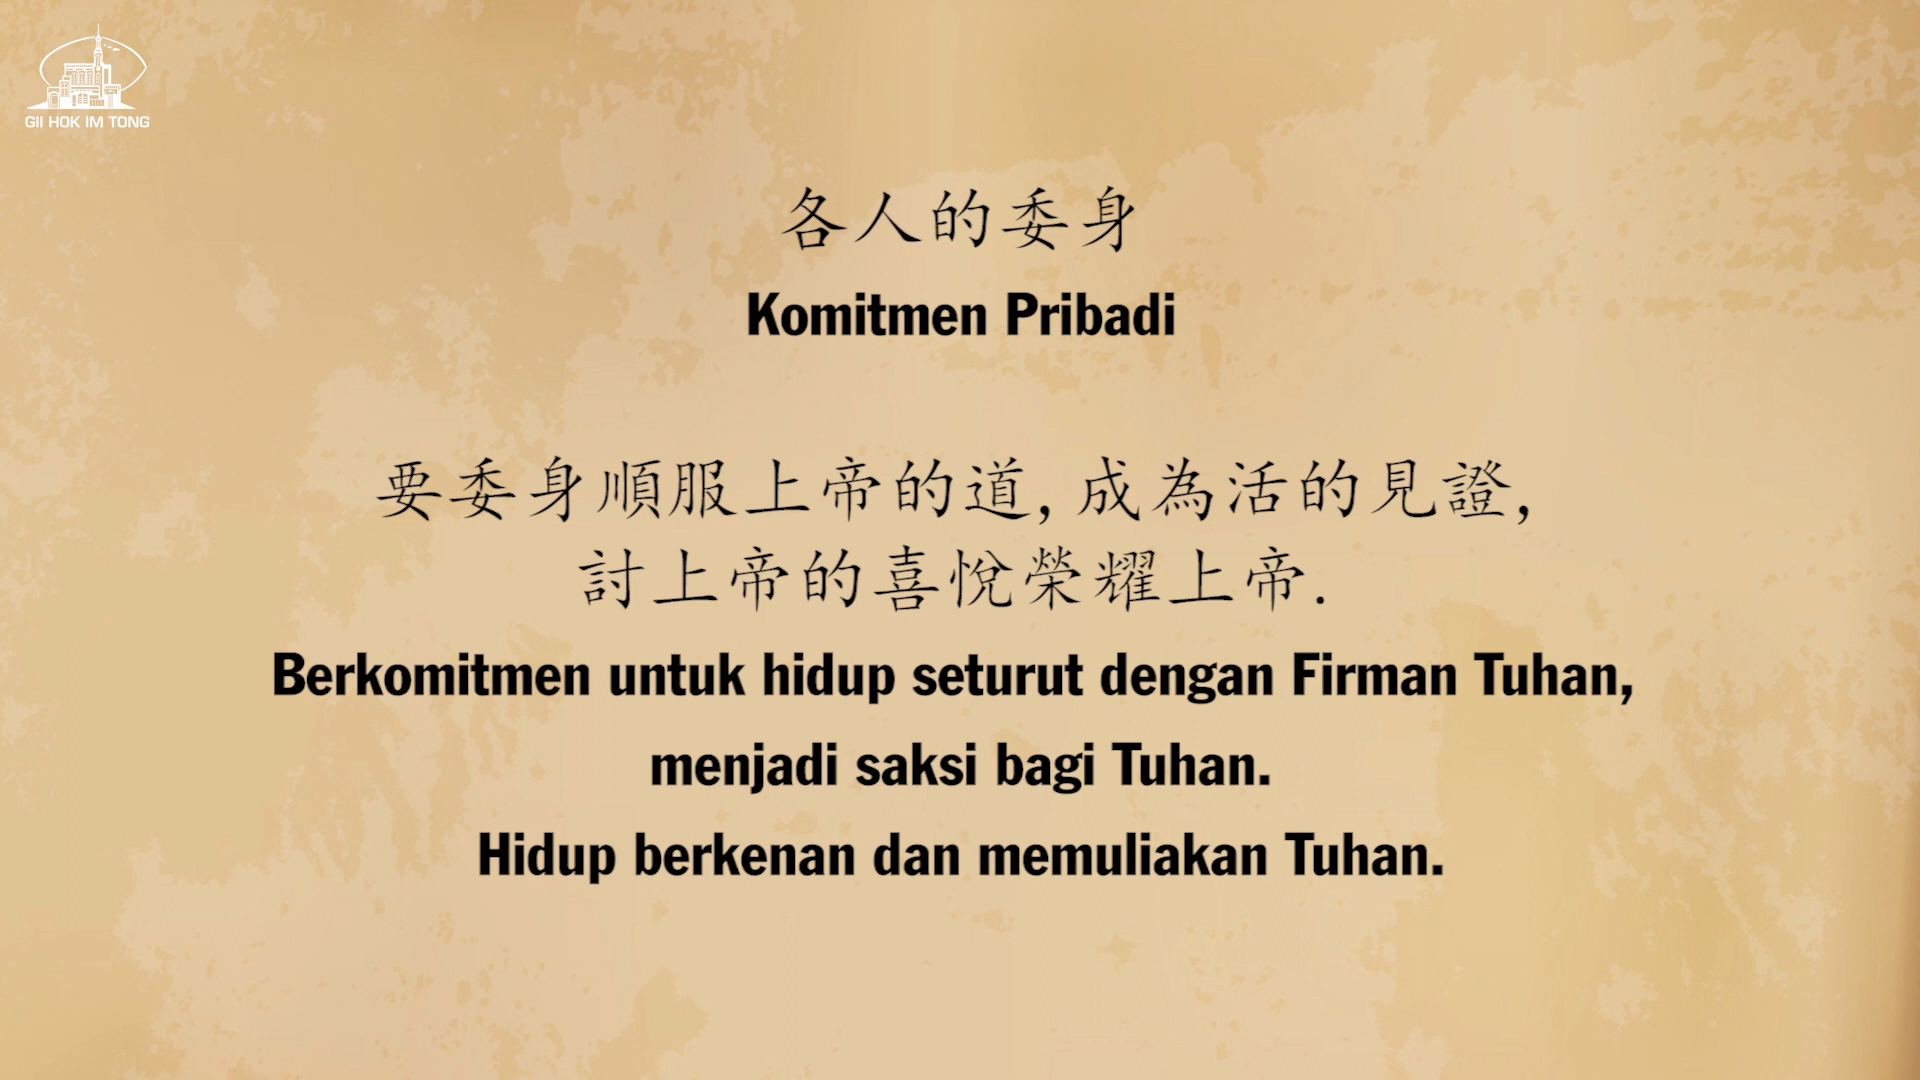 GII HOK IM TONG
各人的委身
Komitmen Pribadi
要委身順服上帝的道, 成為活的見證,
討上帝的喜悅榮耀上帝.
Berkomitmen untuk hidup seturut dengan Firman Tuhan,
menjadi saksi bagi Tuhan.
Hidup berkenan dan memuliakan Tuhan.